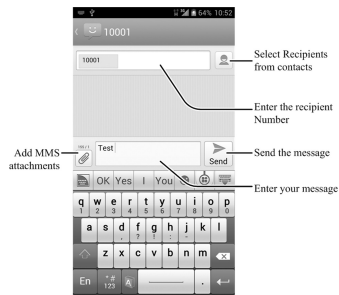 64% 10:52
10001
10001
Select Recipients
from contacts
Enter the recipient
Number
Add MMS
attachments
Test
Send
Send the message
Enter your message
OK Yes I You
q w e r t y u i o p
1 2 3 4 5 6 7 8 9 0
a s d f g h j k l
, ? ! : -
z x c v b n m
En * # 123 .